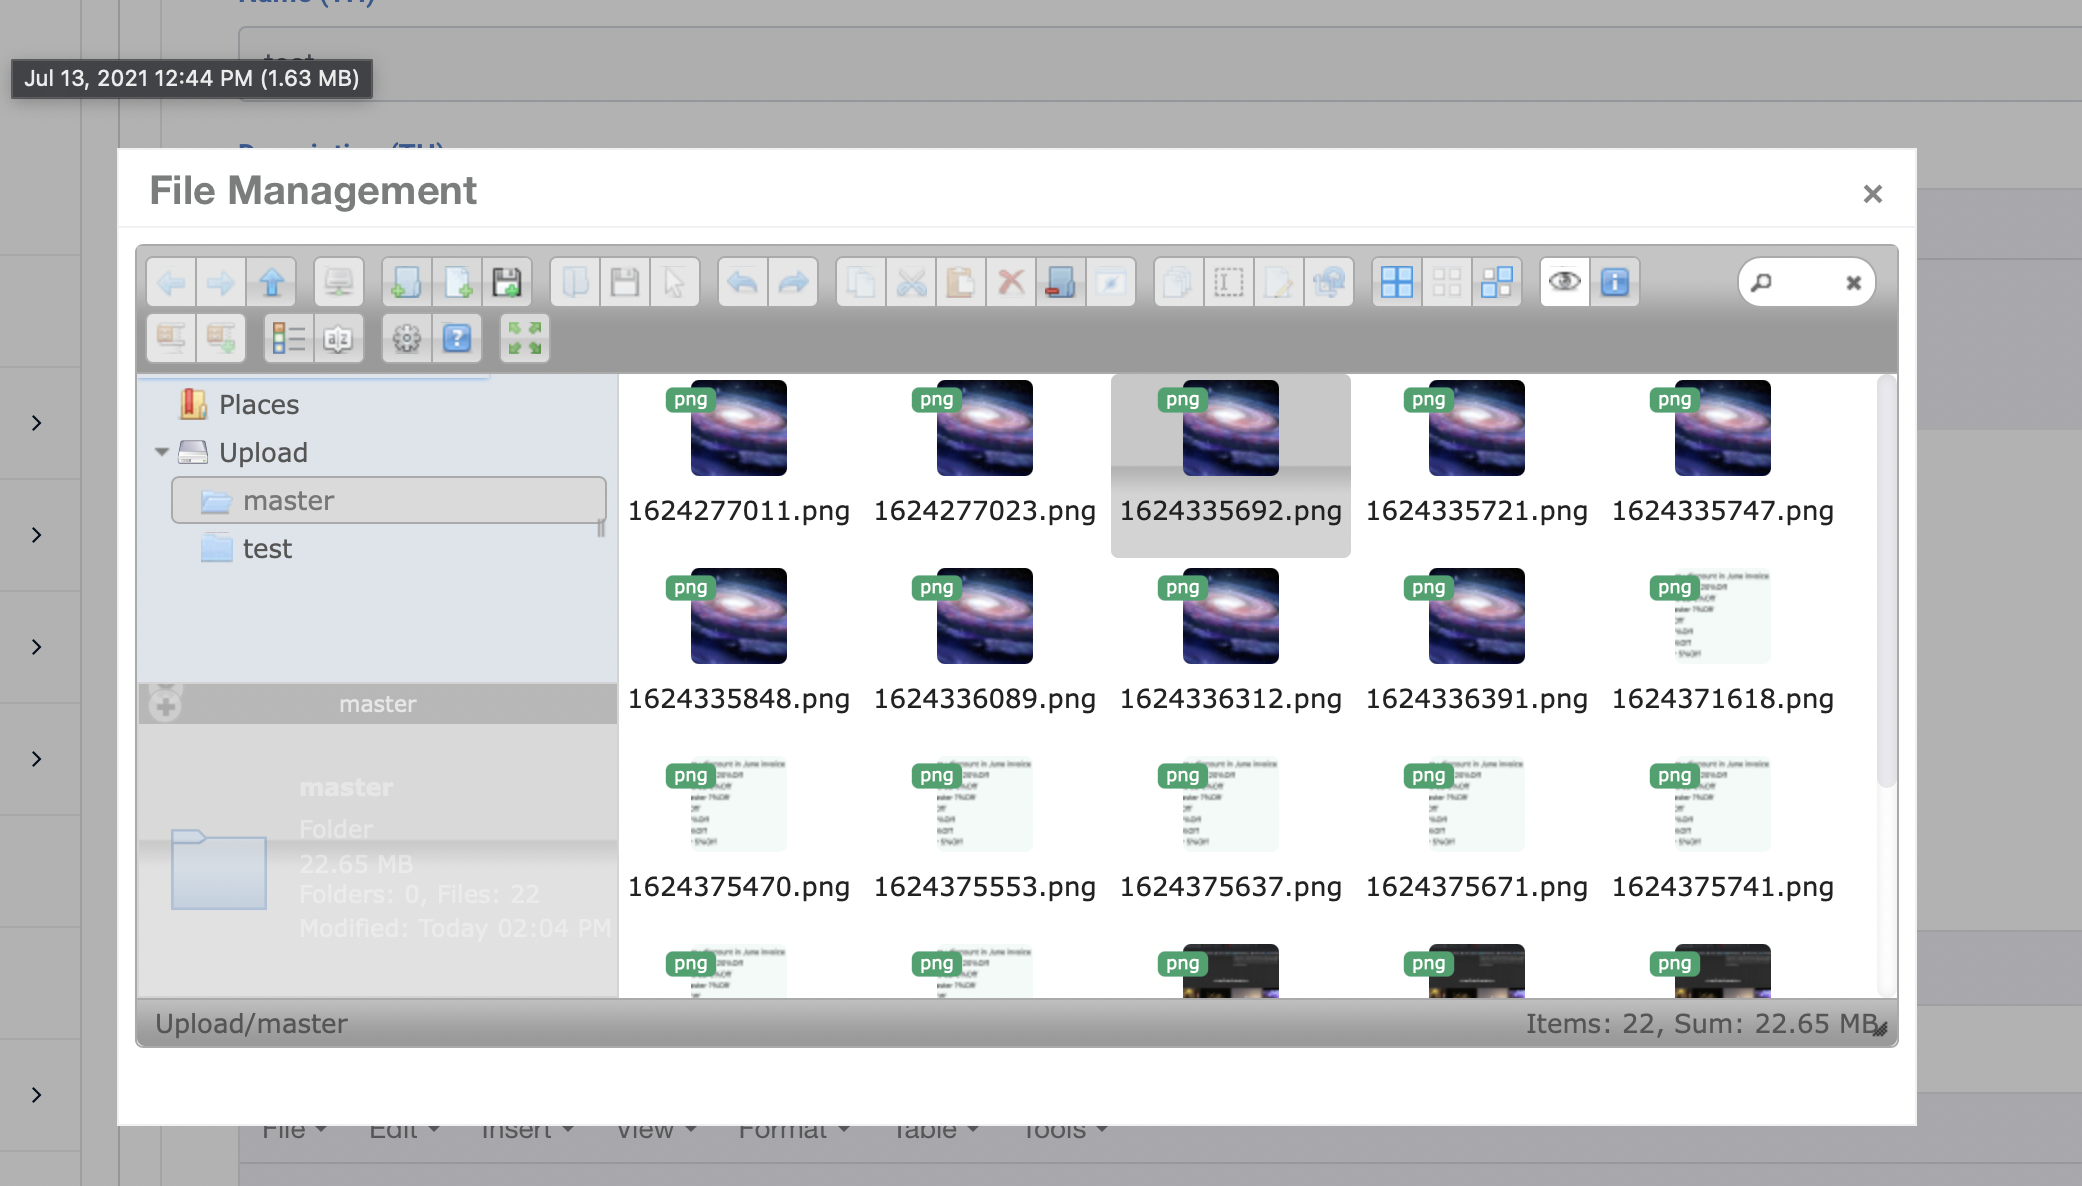 Name (TH)
test
Jul 13, 2021 12:44 PM (1.63 MB)
Description (TH)
File Management
Places
Upload
master
test
master
master
Folder
22.65 MB
Folders: 0, Files: 22
Modified: Today 02:04 PM
png png png png png
1624277011.png 1624277023.png 1624335692.png 1624335721.png 1624335747.png
png png png png png
1624335848.png 1624336089.png 1624336312.png 1624336391.png 1624371618.png
png png png png png
1624375470.png 1624375553.png 1624375637.png 1624375671.png 1624375741.png
png png png png png
Upload/master
Items: 22, Sum: 22.65 MB
File Edit Insert View Format Table Tools